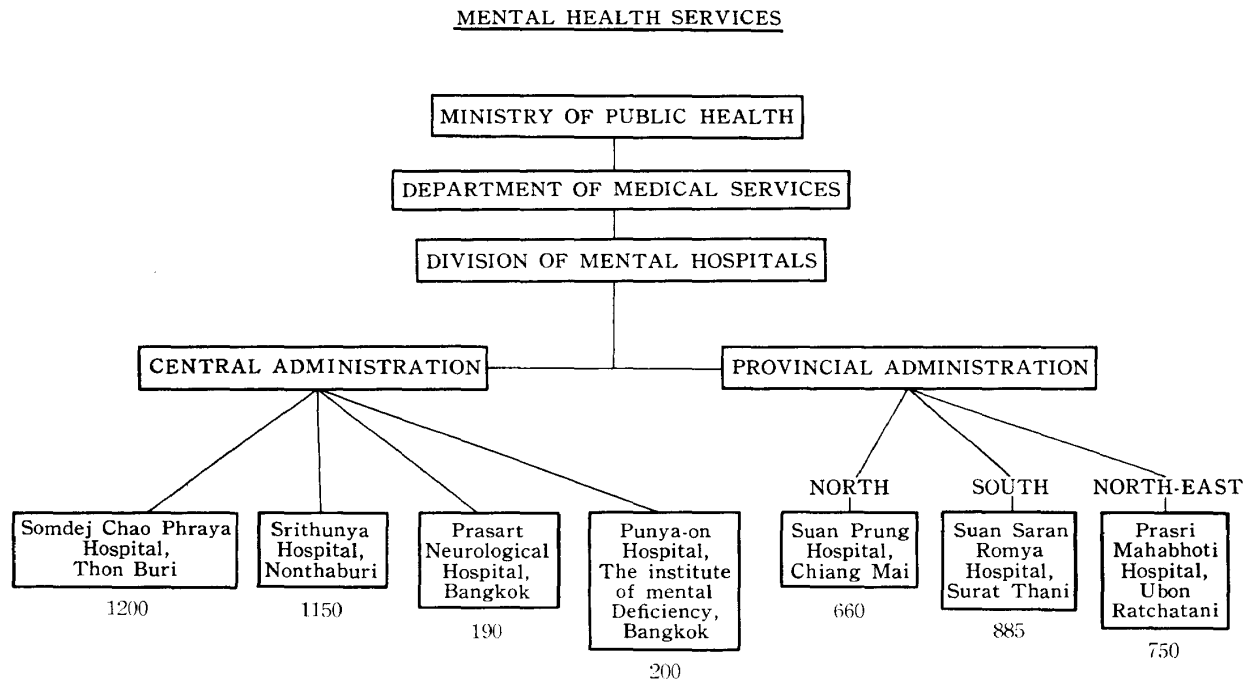 MENTAL HEALTH SERVICES
MINISTRY OF PUBLIC HEALTH
DEPARTMENT OF MEDICAL SERVICES
DIVISION OF MENTAL HOSPITALS
CENTRAL ADMINISTRATION
PROVINCIAL ADMINISTRATION
Somdej Chao Phraya
Hospital,
Thon Buri
1200
Srithunya
Hospital,
Nonthaburi
1150
Prasart
Neurological
Hospital,
Bangkok
190
Punya-on
Hospital,
The institute
of mental
Deficiency,
Bangkok
200
NORTH
Suan Prung
Hospital,
Chiang Mai
660
SOUTH
Suan Saran
Romya
Hospital,
Surat Thani
885
NORTH-EAST
Prasri
Mahabhoti
Hospital,
Ubon
Ratchatani
750